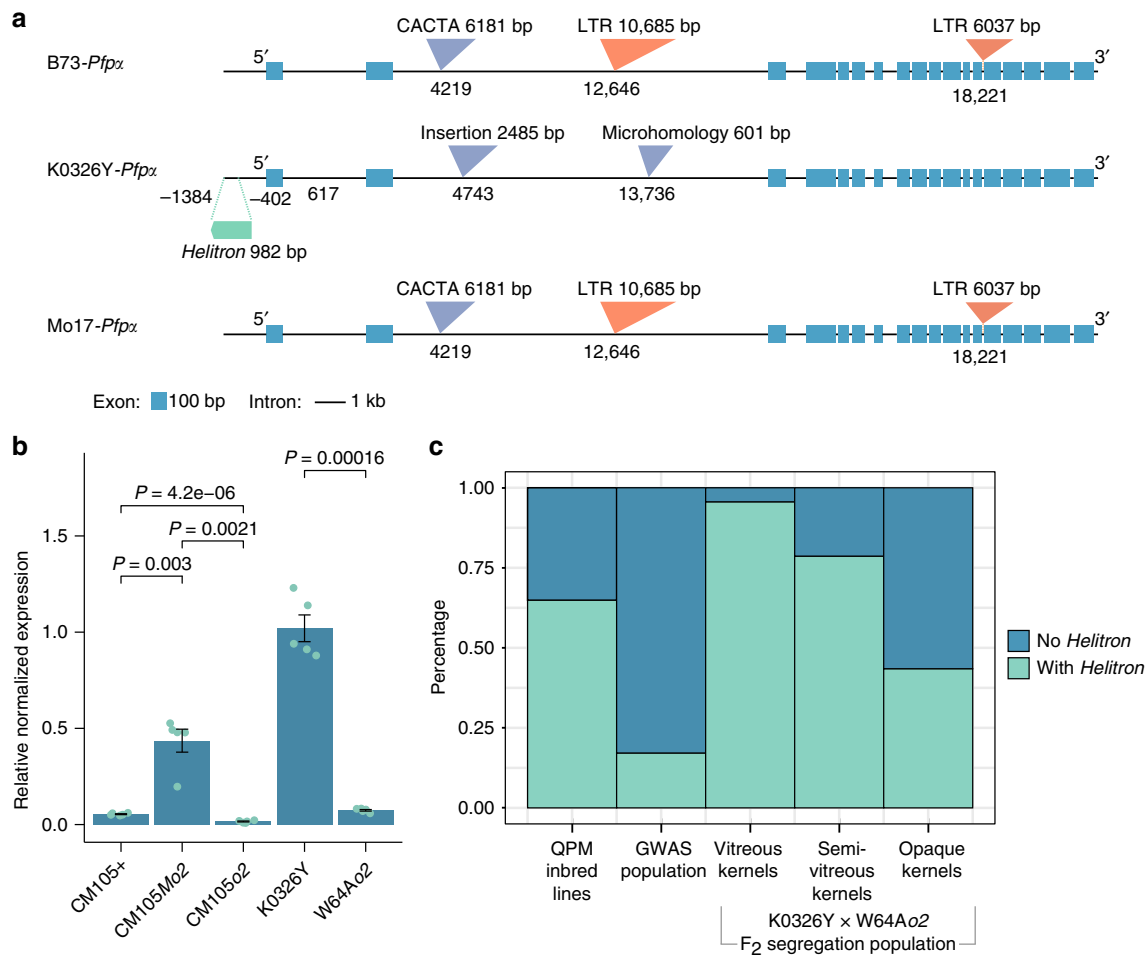 a
CACTA 6181 bp
LTR 10,685 bp
LTR 6037 bp
B73-Pfpα
5′
3′
4219
12,646
18,221
Insertion 2485 bp
Microhomology 601 bp
K0326Y-Pfpα
5′
3′
−1384
−402
617
4743
13,736
Helitron 982 bp
CACTA 6181 bp
LTR 10,685 bp
LTR 6037 bp
Mo17-Pfpα
5′
3′
4219
12,646
18,221
Exon: 100 bp Intron: 1 kb
b
Relative normalized expression
1.5
1.0
0.5
0.0
P = 0.00016
P = 4.2e−06
P = 0.0021
P = 0.003
CM105+
CM105Mo2
CM105o2
K0326Y
W64Ao2
c
Percentage
1.00
0.75
0.50
0.25
0.00
No Helitron
With Helitron
QPM
inbred
lines
GWAS
population
Vitreous
kernels
Semi-
vitreous
kernels
Opaque
kernels
K0326Y × W64Ao2
F2 segregation population